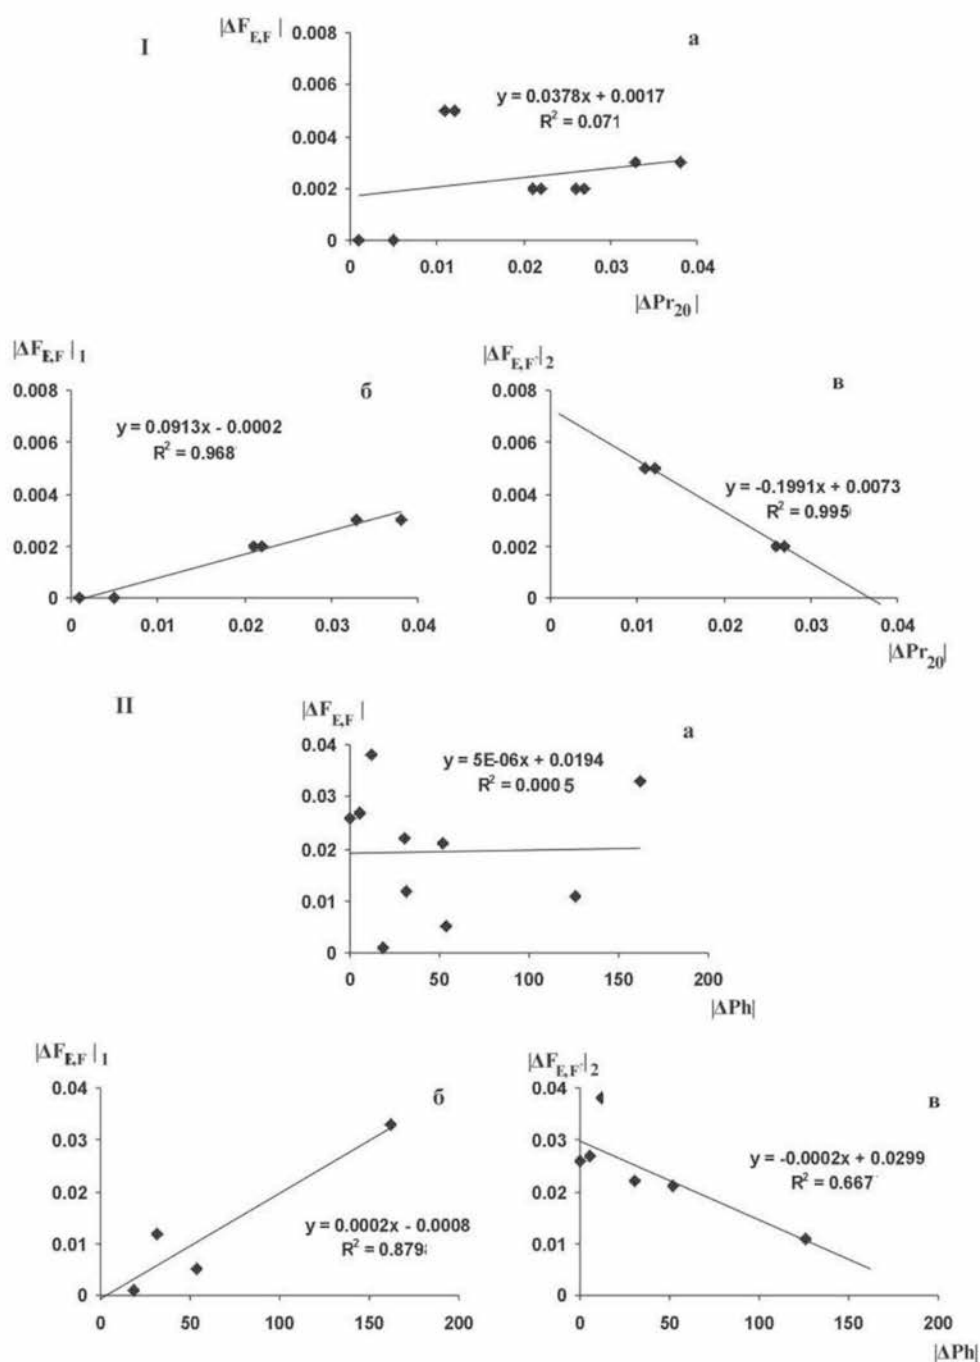 I
|ΔF_E,F|
а
0.008
0.006
0.004
0.002
0
y = 0.0378x + 0.0017
R² = 0.071
0 0.01 0.02 0.03 0.04
|ΔPr₂₀|
|ΔF_E,F|₁
б
0.008
0.006
0.004
0.002
0
y = 0.0913x - 0.0002
R² = 0.968
0 0.01 0.02 0.03 0.04
|ΔF_E,F|₂
в
0.008
0.006
0.004
0.002
0
y = -0.1991x + 0.0073
R² = 0.995
0 0.01 0.02 0.03 0.04
|ΔPr₂₀|
II
|ΔF_E,F|
а
0.04
0.03
0.02
0.01
0
y = 5E-06x + 0.0194
R² = 0.0005
0 50 100 150 200
|ΔPh|
|ΔF_E,F|₁
б
0.04
0.03
0.02
0.01
0
y = 0.0002x - 0.0008
R² = 0.879
0 50 100 150 200
|ΔF_E,F|₂
в
0.04
0.03
0.02
0.01
0
y = -0.0002x + 0.0299
R² = 0.667
0 50 100 150 200
|ΔPh|